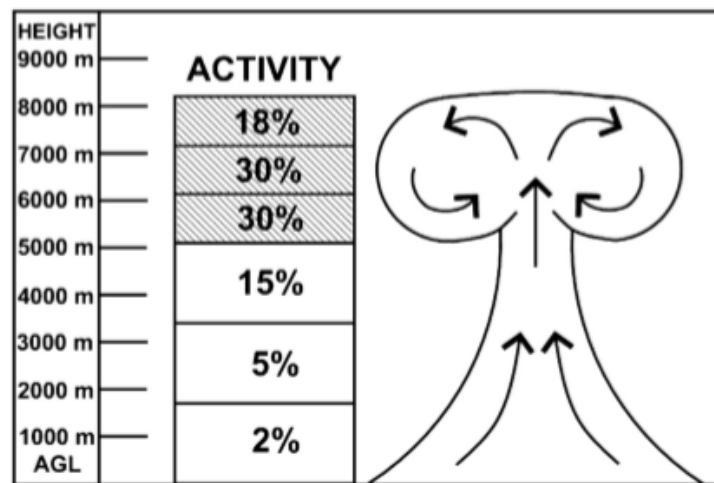 HEIGHT
9000 m
ACTIVITY
8000 m
18%
7000 m
30%
6000 m
30%
5000 m
15%
4000 m
3000 m
5%
2000 m
1000 m
2%
AGL